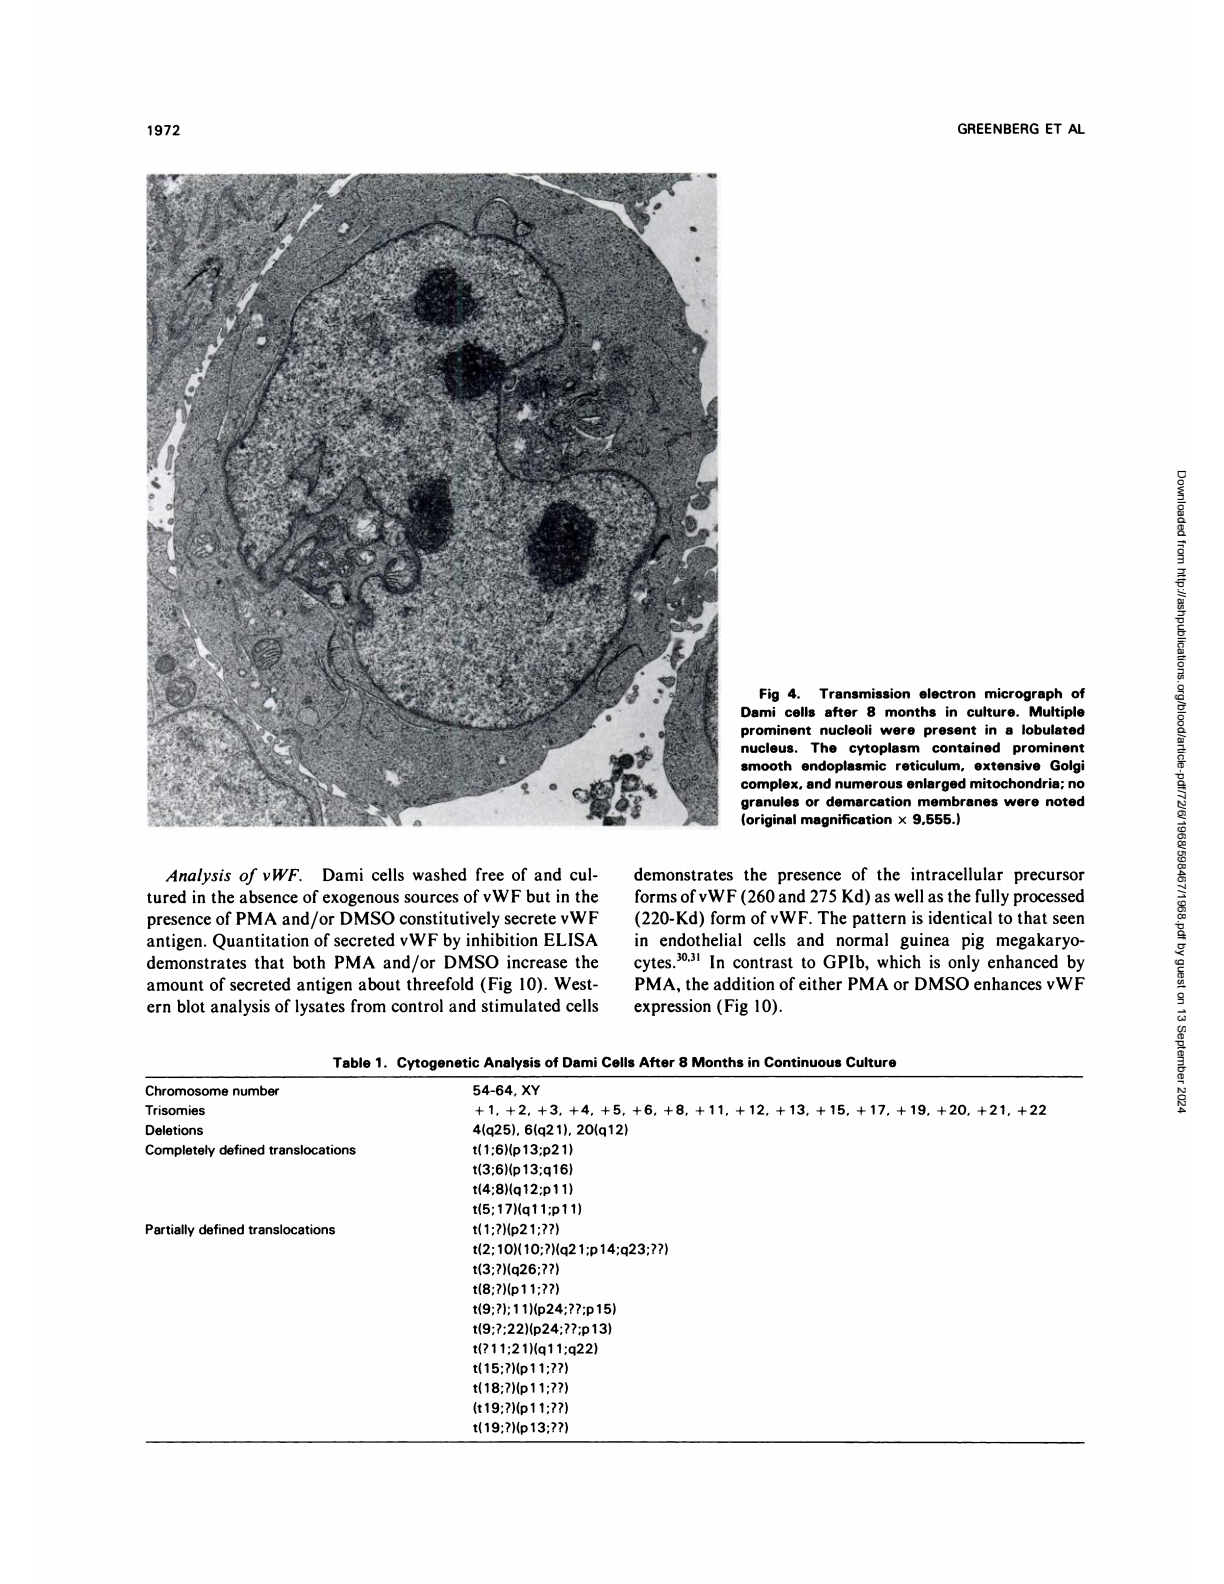 1972
GREENBERG ET AL
Fig 4. Transmission electron micrograph of
Dami cells after 8 months in culture. Multiple
prominent nucleoli were present in a lobulated
nucleus. The cytoplasm contained prominent
smooth endoplasmic reticulum, extensive Golgi
complex, and numerous enlarged mitochondria; no
granules or demarcation membranes were noted
(original magnification × 9,555.)
Analysis of vWF. Dami cells washed free of and cul-
tured in the absence of exogenous sources of vWF but in the
presence of PMA and/or DMSO constitutively secrete vWF
antigen. Quantitation of secreted vWF by inhibition ELISA
demonstrates that both PMA and/or DMSO increase the
amount of secreted antigen about threefold (Fig 10). West-
ern blot analysis of lysates from control and stimulated cells
demonstrates the presence of the intracellular precursor
forms of vWF (260 and 275 Kd) as well as the fully processed
(220-Kd) form of vWF. The pattern is identical to that seen
in endothelial cells and normal guinea pig megakaryo-
cytes.30,31 In contrast to GPIb, which is only enhanced by
PMA, the addition of either PMA or DMSO enhances vWF
expression (Fig 10).
Table 1. Cytogenetic Analysis of Dami Cells After 8 Months in Continuous Culture
Chromosome number 54-64, XY
Trisomies +1, +2, +3, +4, +5, +6, +8, +11, +12, +13, +15, +17, +19, +20, +21, +22
Deletions 4(q25), 6(q21), 20(q12)
Completely defined translocations t(1;6)(p13;p21)
t(3;6)(p13;q16)
t(4;8)(q12;p11)
t(5;17)(q11;p11)
Partially defined translocations t(1;?)(p21;??)
t(2;10)(10;?)(q21;p14;q23;??)
t(3;?)(q26;??)
t(8;?)(p11;??)
t(9;?);11)(p24;??;p15)
t(9;?;22)(p24;??;p13)
t(?11;21)(q11;q22)
t(15;?)(p11;??)
t(18;?)(p11;??)
(t19;?)(p11;??)
t(19;?)(p13;??)
Downloaded from http://ashpublications.org/blood/article-pdf/72/6/1968/598467/1968.pdf by guest on 13 September 2024